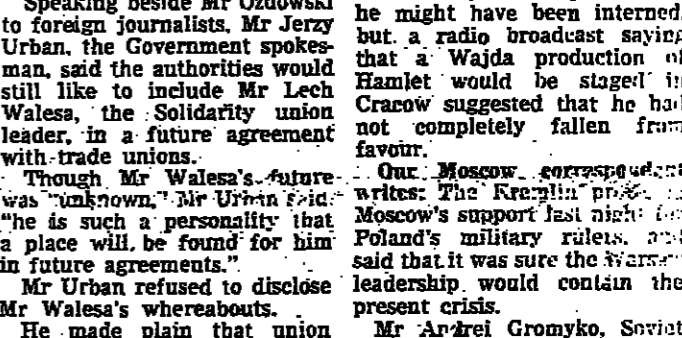 Speaking beside Mr Ozdowski
to foreign journalists, Mr Jerzy
Urban, the Government spokes-
man, said the authorities would
still like to include Mr Lech
Walesa, the Solidarity union
leader, in a future agreement
with trade unions.
Though Mr Walesa's future
was "unknown," Mr Urban said:
"he is such a personality that
a place will be found for him
in future agreements."
Mr Urban refused to disclose
Mr Walesa's whereabouts.
He made plain that union
he might have been interned,
but a radio broadcast saying
that a Wajda production of
Hamlet would be staged in
Cracow suggested that he had
not completely fallen from
favour.
Our Moscow correspondent
writes: The Kremlin
Moscow's support last night for
Poland's military rulers, and
said that it was sure the Warsaw
leadership would contain the
present crisis.
Mr Andrei Gromyko, Soviet